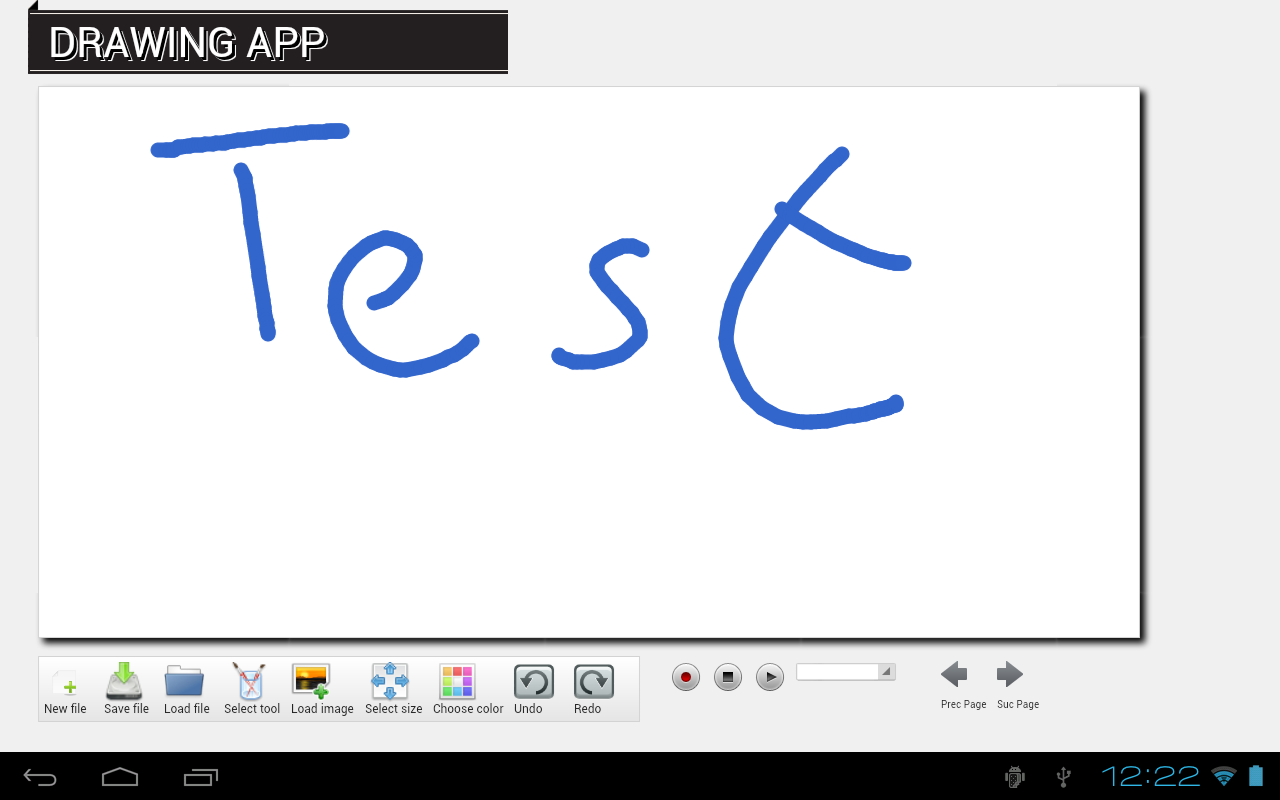 DRAWING APP
Test
New file Save file Load file Select tool Load image Select size Choose color Undo Redo Prec Page Suc Page
12:22